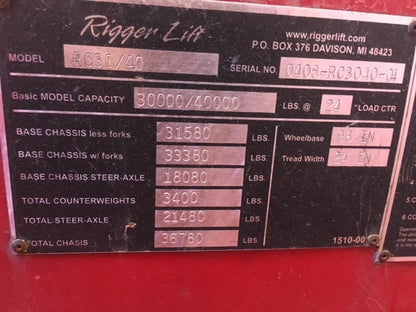 Rigger Lift
www.riggerlift.com
P.O. BOX 376 DAVISON, MI 48423
MODEL RC30/40 SERIAL NO. 0408-RC3040-01
Basic MODEL CAPACITY 30000/40000 LBS. @ 24 "LOAD CTR
BASE CHASSIS less forks 31580 LBS. Wheelbase 96 IN
BASE CHASSIS w/ forks 33380 LBS. Tread Width 24 IN
BASE CHASSIS STEER-AXLE 18080 LBS.
TOTAL COUNTERWEIGHTS 3400 LBS.
TOTAL STEER-AXLE 21480 LBS.
TOTAL CHASIS 36780 LBS. 1510-00